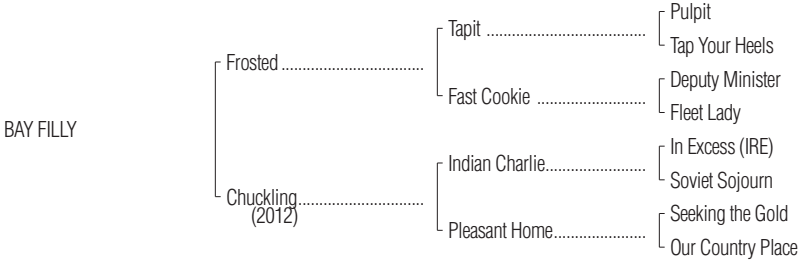 Pulpit
Tapit ....................................
Tap Your Heels
Frosted ................................
Deputy Minister
Fast Cookie ........................
Fleet Lady
BAY FILLY
In Excess (IRE)
Indian Charlie.......................
Soviet Sojourn
Chuckling............................
(2012)
Seeking the Gold
Pleasant Home.....................
Our Country Place